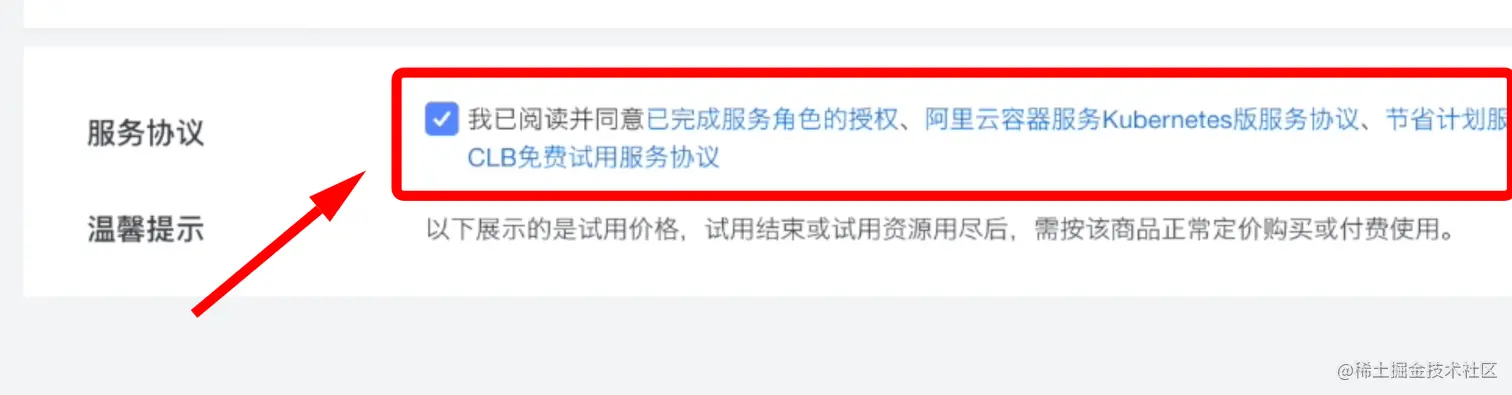 服务协议
我已阅读并同意已完成服务角色的授权、阿里云容器服务Kubernetes版服务协议、节省计划服
CLB免费试用服务协议
温馨提示
以下展示的是试用价格，试用结束或试用资源用尽后，需按该商品正常定价购买或付费使用。
@稀土掘金技术社区